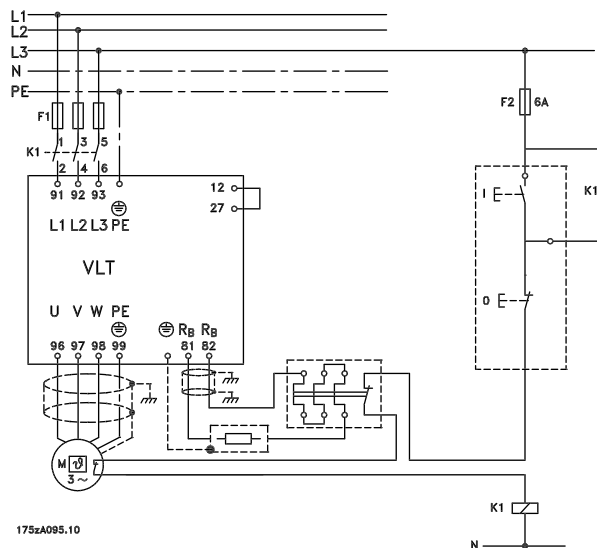 L1
L2
L3
N
PE
F1
F2 6A
K1 1 3 5
2 4 6
I K1
91 92 93 12
27
L1 L2 L3 PE
VLT
0
U V W PE
96 97 98 99 RB RB
81 82
M ϑ
3 ~
K1
175zA095.10
N